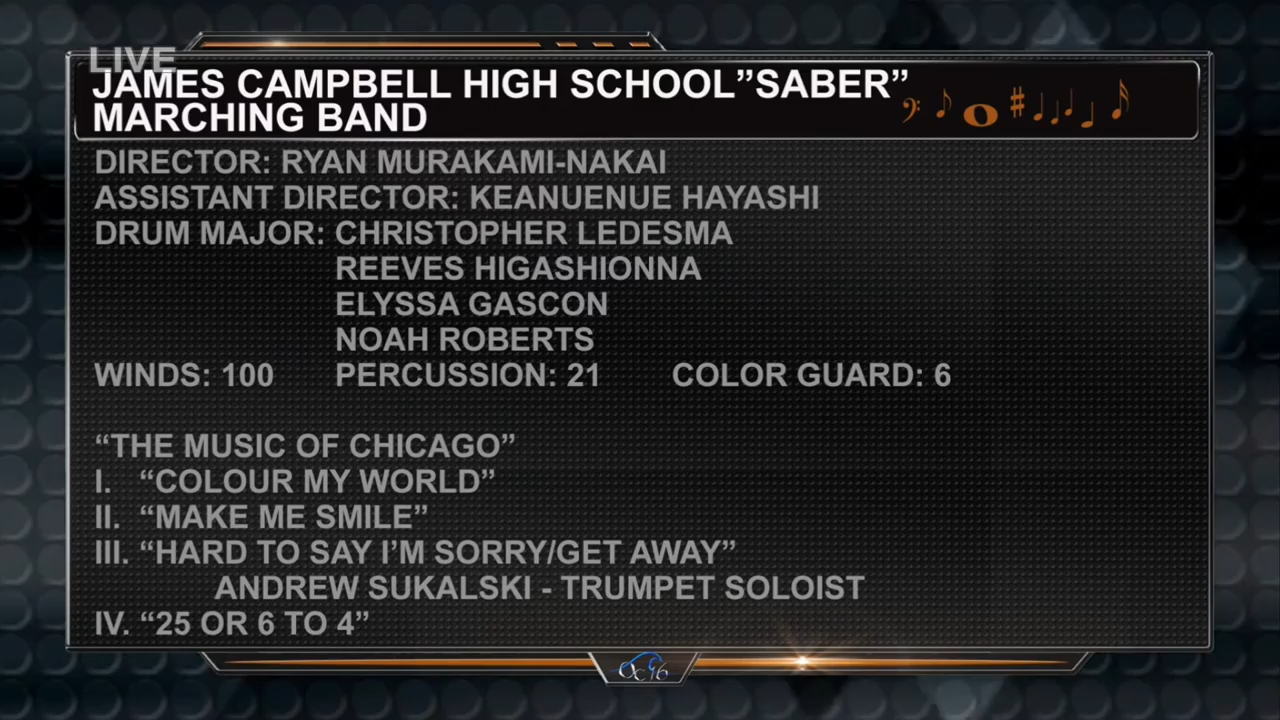 LIVE
JAMES CAMPBELL HIGH SCHOOL”SABER”
MARCHING BAND
DIRECTOR: RYAN MURAKAMI-NAKAI
ASSISTANT DIRECTOR: KEANUENUE HAYASHI
DRUM MAJOR: CHRISTOPHER LEDESMA
REEVES HIGASHIONNA
ELYSSA GASCON
NOAH ROBERTS
WINDS: 100 PERCUSSION: 21 COLOR GUARD: 6
“THE MUSIC OF CHICAGO”
I. “COLOUR MY WORLD”
II. “MAKE ME SMILE”
III. “HARD TO SAY I’M SORRY/GET AWAY”
ANDREW SUKALSKI - TRUMPET SOLOIST
IV. “25 OR 6 TO 4”
OC16